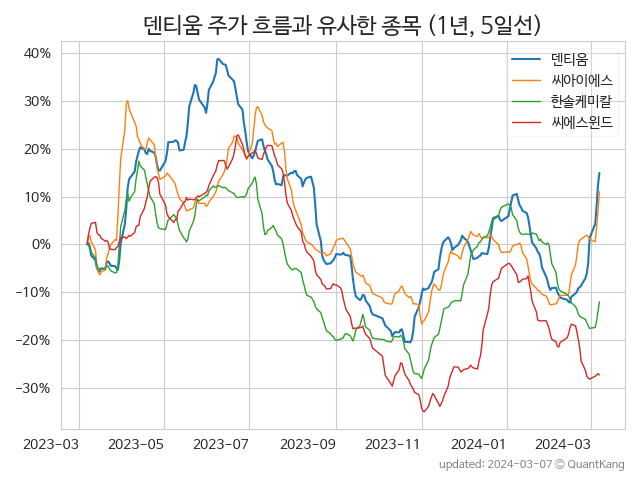 덴티움 주가 흐름과 유사한 종목 (1년, 5일선)
덴티움
씨아이에스
한솔케미칼
씨에스윈드
40%
30%
20%
10%
0%
−10%
−20%
−30%
2023-03
2023-05
2023-07
2023-09
2023-11
2024-01
2024-03
updated: 2024-03-07 © QuantKang